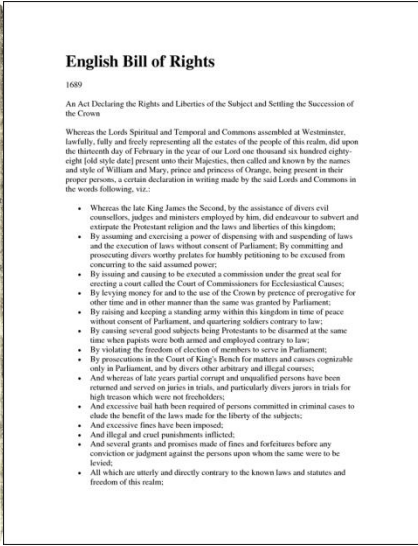 English Bill of Rights
1689
An Act Declaring the Rights and Liberties of the Subject and Settling the Succession of
the Crown
Whereas the Lords Spiritual and Temporal and Commons assembled at Westminster,
lawfully, fully and freely representing all the estates of the people of this realm, did upon
the thirteenth day of February in the year of our Lord one thousand six hundred eighty-
eight [old style date] present unto their Majesties, then called and known by the names
and style of William and Mary, prince and princess of Orange, being present in their
proper persons, a certain declaration in writing made by the said Lords and Commons in
the words following, viz.:
• Whereas the late King James the Second, by the assistance of divers evil
counsellors, judges and ministers employed by him, did endeavour to subvert and
extirpate the Protestant religion and the laws and liberties of this kingdom;
• By assuming and exercising a power of dispensing with and suspending of laws
and the execution of laws without consent of Parliament; By committing and
prosecuting divers worthy prelates for humbly petitioning to be excused from
concurring to the said assumed power;
• By issuing and causing to be executed a commission under the great seal for
erecting a court called the Court of Commissioners for Ecclesiastical Causes;
• By levying money for and to the use of the Crown by pretence of prerogative for
other time and in other manner than the same was granted by Parliament;
• By raising and keeping a standing army within this kingdom in time of peace
without consent of Parliament, and quartering soldiers contrary to law;
• By causing several good subjects being Protestants to be disarmed at the same
time when papists were both armed and employed contrary to law;
• By violating the freedom of election of members to serve in Parliament;
• By prosecutions in the Court of King's Bench for matters and causes cognizable
only in Parliament, and by divers other arbitrary and illegal courses;
• And whereas of late years partial corrupt and unqualified persons have been
returned and served on juries in trials, and particularly divers jurors in trials for
high treason which were not freeholders;
• And excessive bail hath been required of persons committed in criminal cases to
elude the benefit of the laws made for the liberty of the subjects;
• And excessive fines have been imposed;
• And illegal and cruel punishments inflicted;
• And several grants and promises made of fines and forfeitures before any
conviction or judgment against the persons upon whom the same were to be
levied;
• All which are utterly and directly contrary to the known laws and statutes and
freedom of this realm;